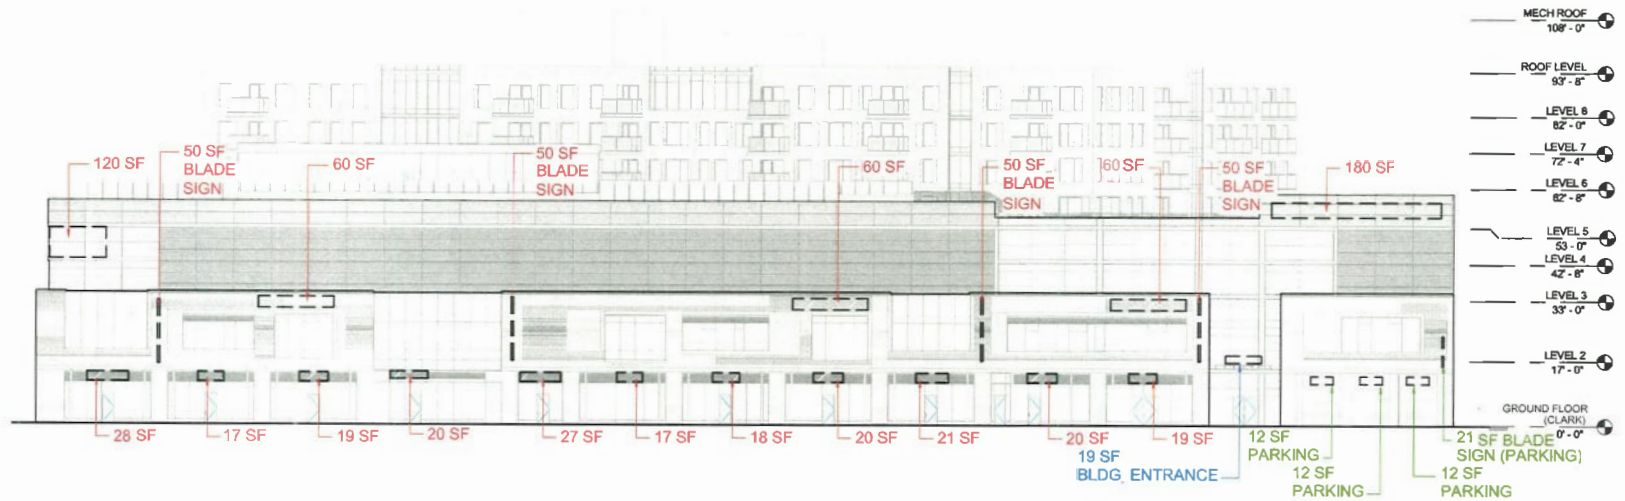 MECH ROOF
108' - 0"
ROOF LEVEL
93' - 8"
LEVEL 8
82' - 0"
LEVEL 7
72' - 4"
LEVEL 6
62' - 8"
LEVEL 5
53 - 0"
LEVEL 4
42' - 8"
LEVEL 3
33' - 0"
LEVEL 2
17' - 0"
GROUND FLOOR
(CLARK)
0' - 0"
120 SF
50 SF
BLADE
SIGN
60 SF
50 SF
BLADE
SIGN
60 SF
50 SF
BLADE
SIGN
60 SF
50 SF
BLADE
SIGN
180 SF
28 SF
17 SF
19 SF
20 SF
27 SF
17 SF
18 SF
20 SF
21 SF
20 SF
19 SF
19 SF
BLDG ENTRANCE
12 SF
PARKING
12 SF
PARKING
12 SF
PARKING
21 SF BLADE
SIGN (PARKING)